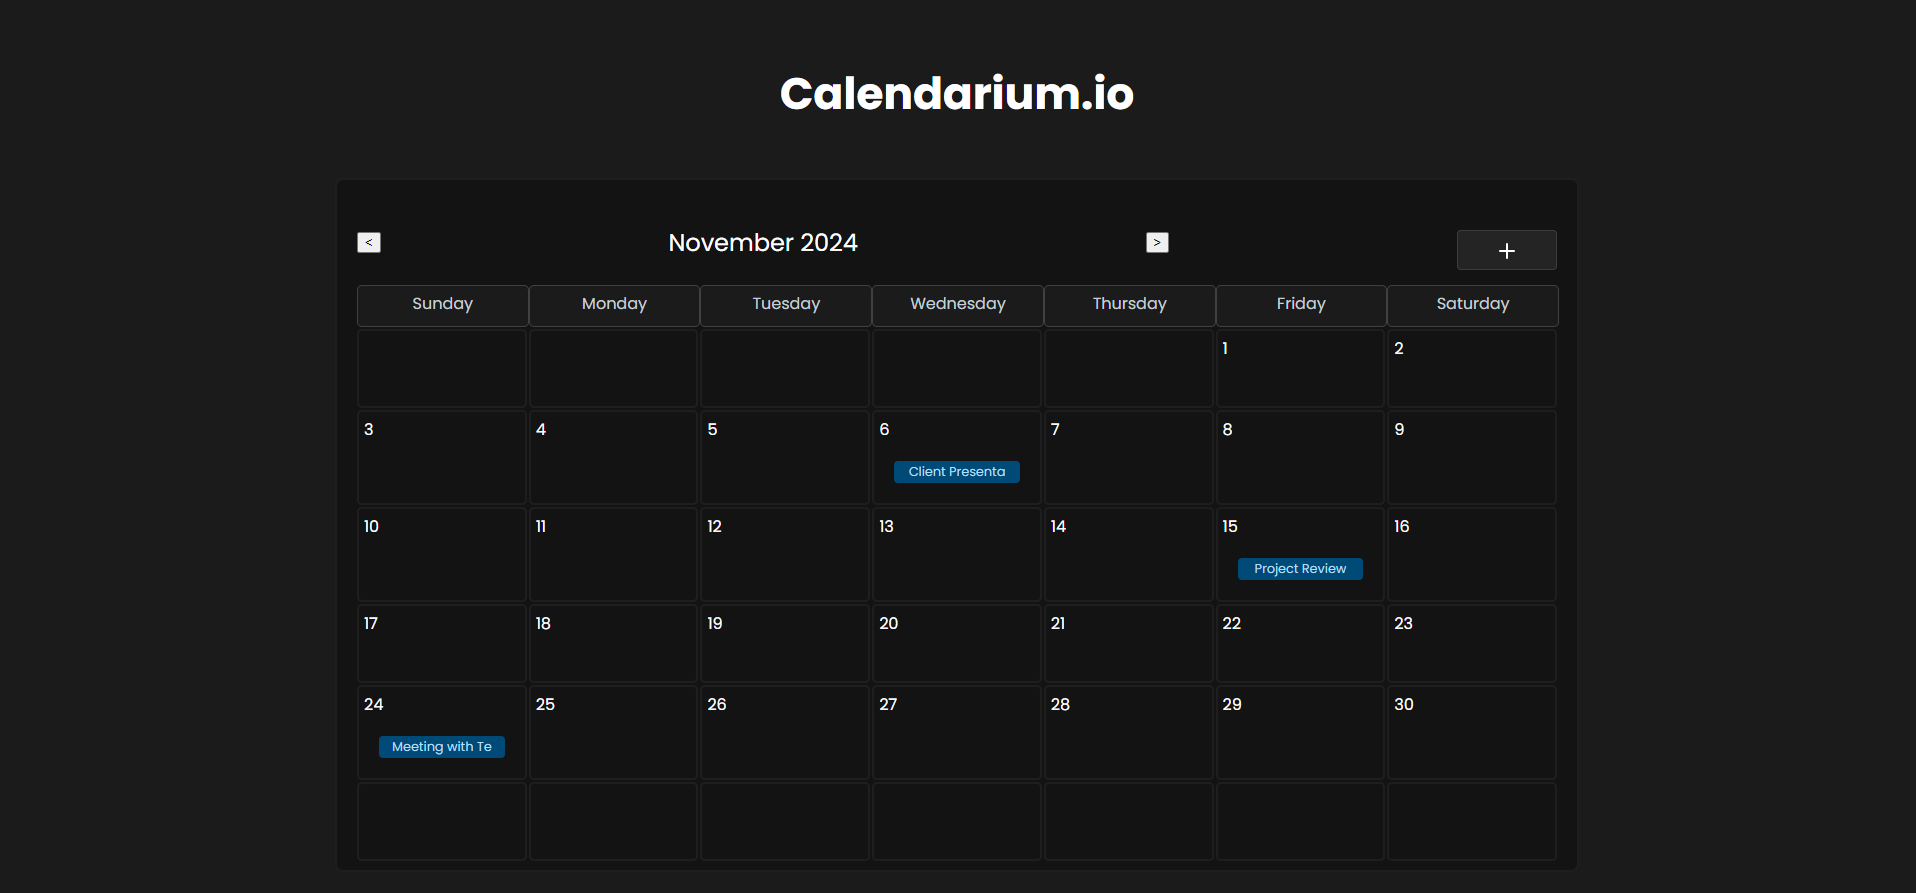 Calendarium.io
< November 2024 > +
Sunday Monday Tuesday Wednesday Thursday Friday Saturday
1 2
3 4 5 6 7 8 9
Client Presenta
10 11 12 13 14 15 16
Project Review
17 18 19 20 21 22 23
24 25 26 27 28 29 30
Meeting with Te